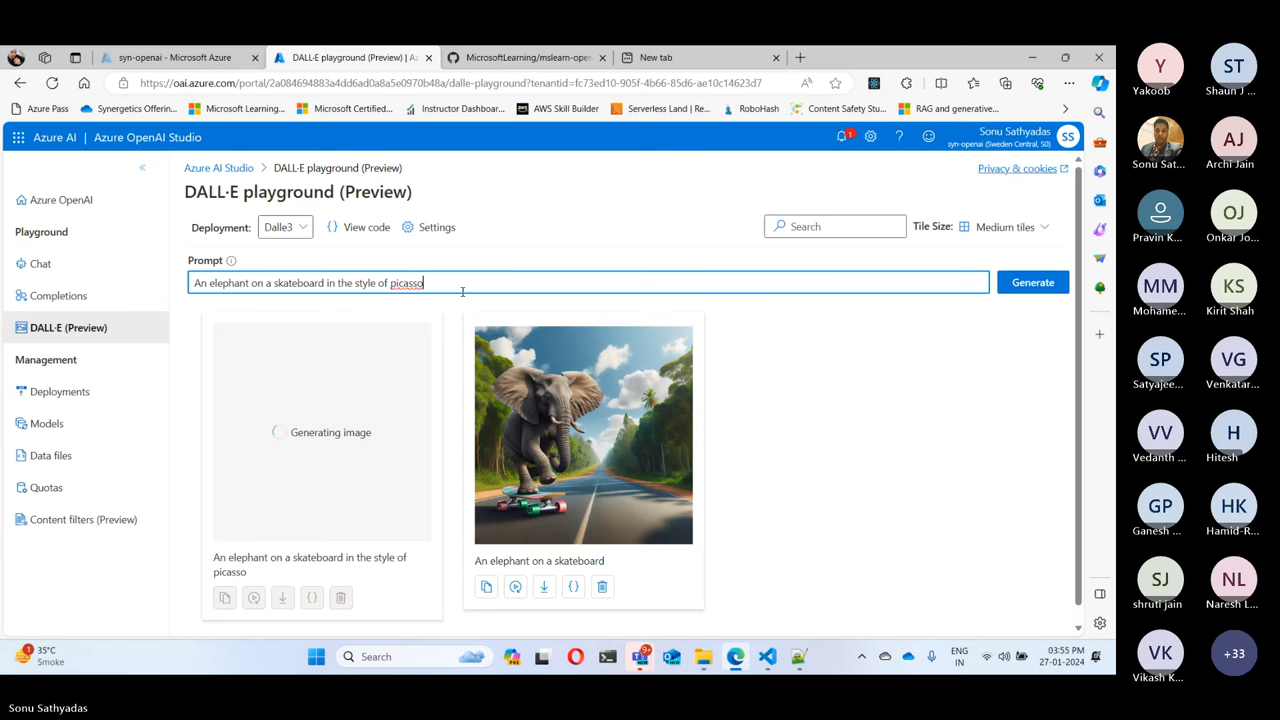 syn-openai - Microsoft Azure
DALL·E playground (Preview) | Az
MicrosoftLearning/mslearn-open
New tab
https://oai.azure.com/portal/2a084694883a4dd6ad0a8a5e0970b48a/dalle-playground?tenantid=fc73ed10-905f-4b66-85d6-ae10c14623d7
Azure Pass
Synergetics Offerin...
Microsoft Learning...
Microsoft Certified...
Instructor Dashboar...
AWS Skill Builder
Serverless Land | Re...
RoboHash
Content Safety Stu...
RAG and generative...
Azure AI | Azure OpenAI Studio
1
Sonu Sathyadas
syn-openai (Sweden Central, S0)
SS
Azure AI Studio > DALL·E playground (Preview)
Privacy & cookies
DALL·E playground (Preview)
Deployment: Dalle3
View code
Settings
Search
Tile Size: Medium tiles
Prompt
An elephant on a skateboard in the style of picasso
Generate
Azure OpenAI
Playground
Chat
Completions
DALL·E (Preview)
Management
Deployments
Models
Data files
Quotas
Content filters (Preview)
Generating image
An elephant on a skateboard in the style of
picasso
An elephant on a skateboard
1
35°C
Smoke
Search
9+
ENG
IN
03:55 PM
27-01-2024
Y
Yakoob
ST
Shaun J ...
Sonu Sat...
AJ
Archi Jain
Pravin K...
OJ
Onkar Jo...
MM
Mohame...
KS
Kirit Shah
SP
Satyajee...
VG
Venkatar...
VV
Vedanth ...
H
Hitesh
GP
Ganesh ...
HK
Hamid-R...
SJ
shruti jain
NL
Naresh L...
VK
Vikash K...
+33
Sonu Sathyadas